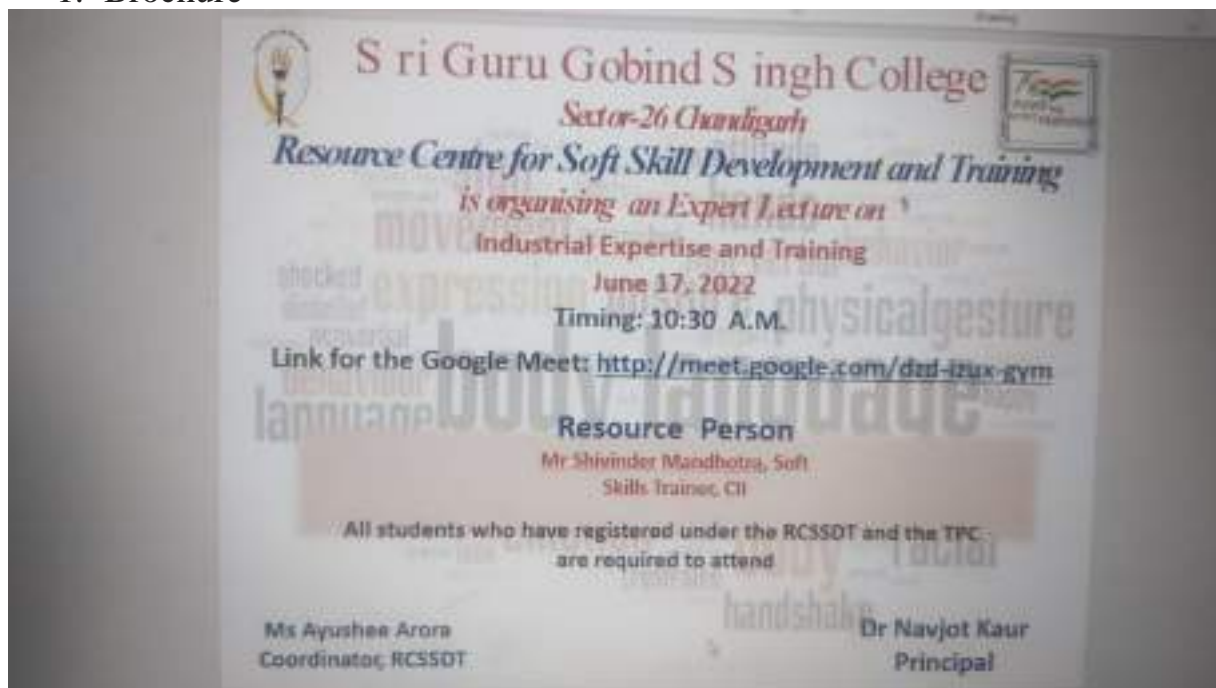 1. Brochure
S ri Guru Gobind S ingh College
Sector-26 Chandigarh
Resource Centre for Soft Skill Development and Training
is organising an Expert Lecture on
Industrial Expertise and Training
June 17, 2022
Timing: 10:30 A.M.
Link for the Google Meet: http://meet.google.com/dzd-izux-gym
Resource Person
Mr Shivinder Mandhotra, Soft
Skills Trainer, CII
All students who have registered under the RCSSDT and the TPC
are required to attend
Ms Ayushee Arora
Coordinator, RCSSDT
Dr Navjot Kaur
Principal
movement
behavior
shocked
expression
physicalgesture
behaviour
language
body language
facial
handshake